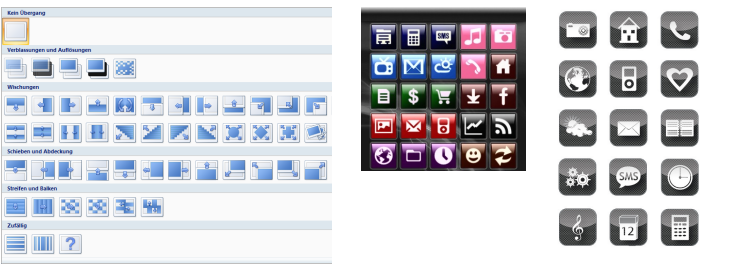 Kein Übergang
Verblassungen und Auflösungen
Wischungen
Schieben und Abdeckung
Streifen und Balken
Zufällig
?
SMS
$
f
SMS
12